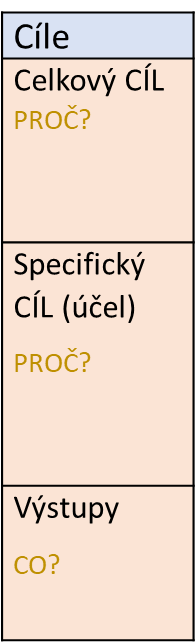 Cíle
Celkový CÍL
PROČ?
Specifický
CÍL (účel)
PROČ?
Výstupy
CO?